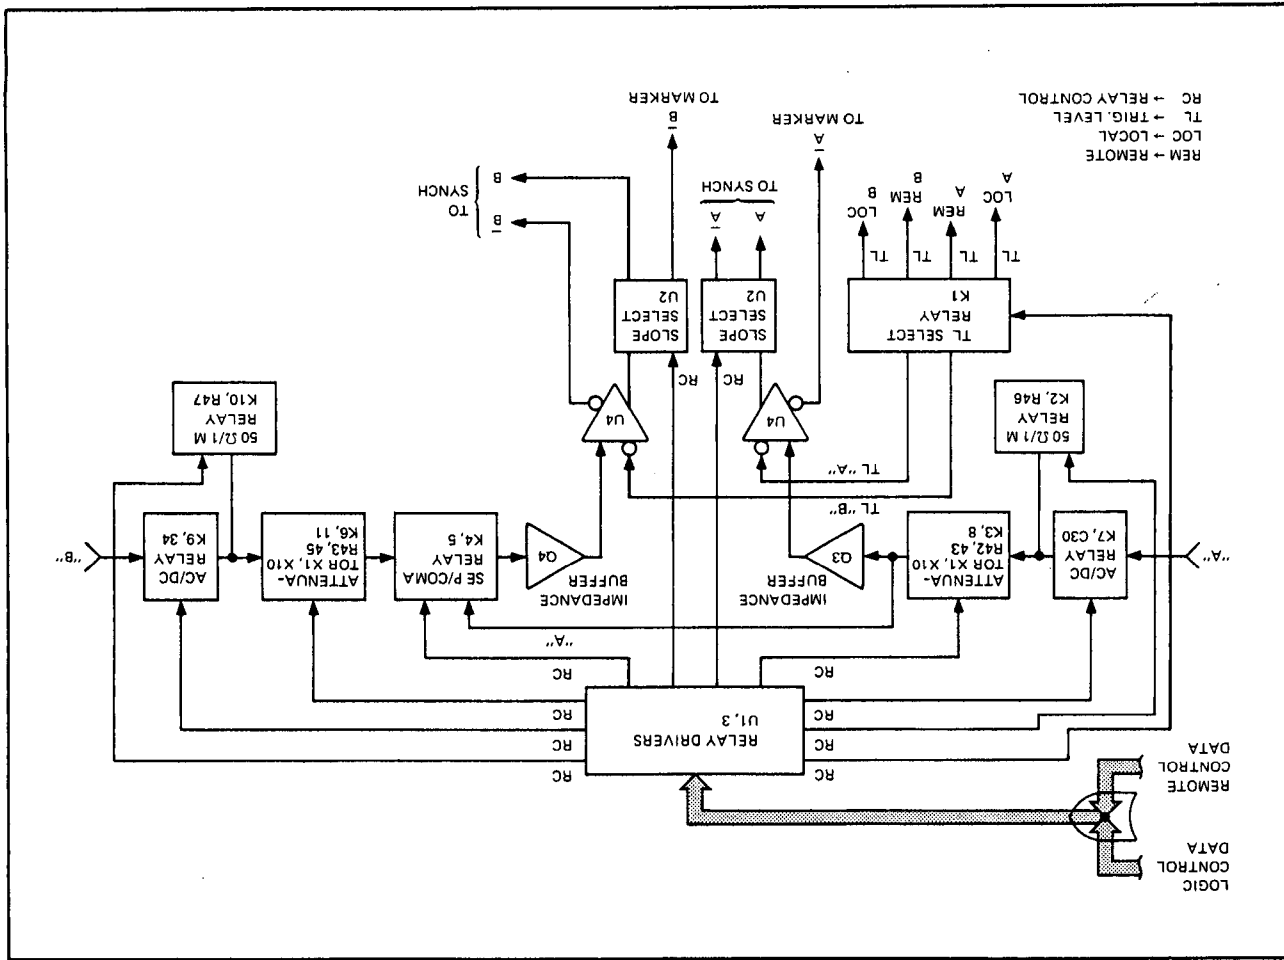 LOGIC
CONTROL
DATA
REMOTE
CONTROL
DATA
RELAY DRIVERS
U1, 3
RC
RC
RC
RC
RC
RC
RC
RC
"A"
"A"
AC/DC
RELAY
K7, C30
ATTENUA-
TOR X1, X10
R42, 43
K3, 8
IMPEDANCE
BUFFER
Q3
IMPEDANCE
BUFFER
Q4
SEP/COMA
RELAY
K4, 5
ATTENUA-
TOR X1, X10
R43, 45
K6, 11
AC/DC
RELAY
K9, 34
"B"
50 Ω/1 M
RELAY
K2, R46
TL "B"
TL "A"
U4
U4
50 Ω/1 M
RELAY
K10, R47
RC
RC
TL SELECT
RELAY
K1
SLOPE
SELECT
U2
SLOPE
SELECT
U2
TL
TL
TL
TL
LOC
A
REM
A
REM
B
LOC
B
A
A̅
TO SYNCH
B̅
B
TO
SYNCH
A̅
TO MARKER
B̅
TO MARKER
REM → REMOTE
LOC → LOCAL
TL → TRIG. LEVEL
RC → RELAY CONTROL